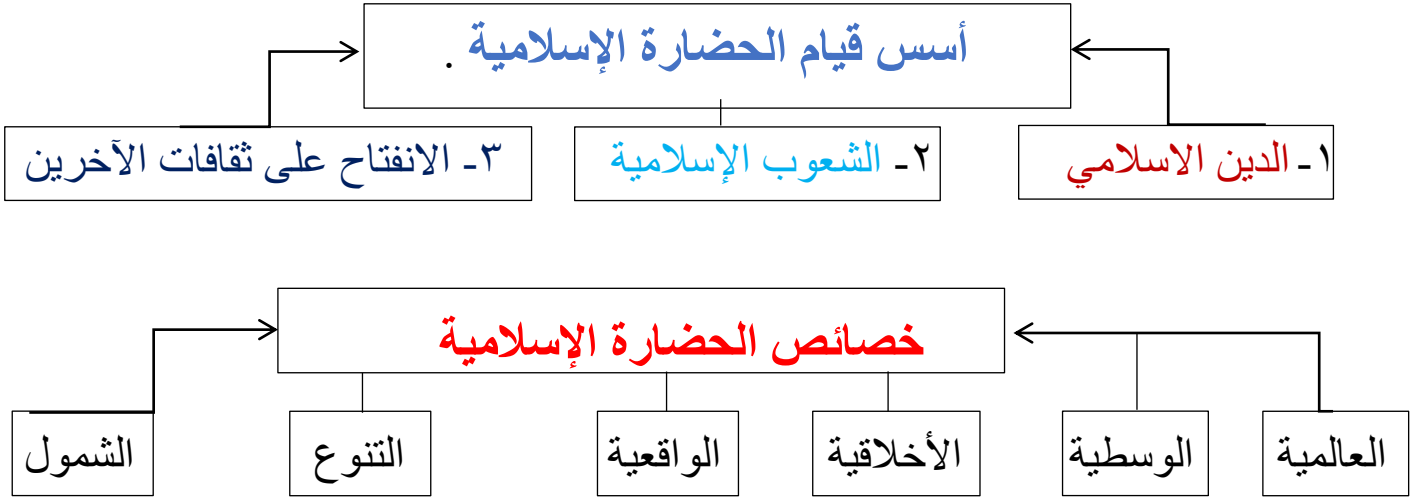 أسس قيام الحضارة الإسلامية .
١- الدين الاسلامي
٢- الشعوب الإسلامية
٣- الانفتاح على ثقافات الآخرين
خصائص الحضارة الإسلامية
العالمية
الوسطية
الأخلاقية
الواقعية
التنوع
الشمول